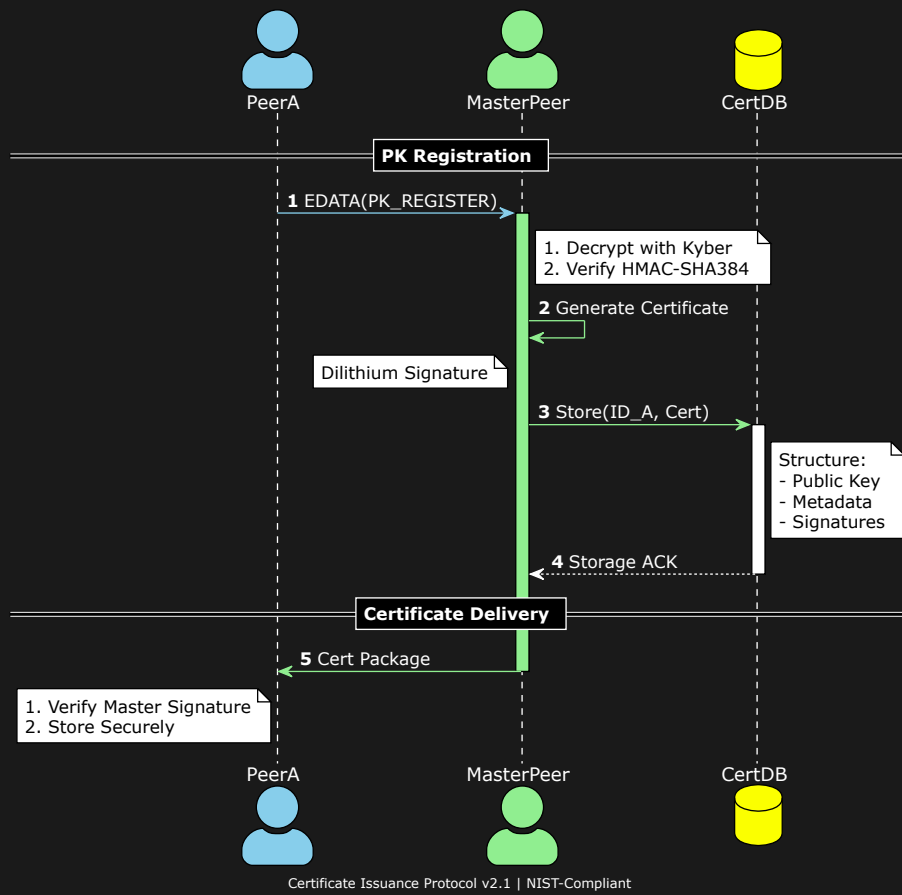 PeerA
MasterPeer
CertDB
PK Registration
1 EDATA(PK_REGISTER)
1. Decrypt with Kyber
2. Verify HMAC-SHA384
2 Generate Certificate
Dilithium Signature
3 Store(ID_A, Cert)
Structure:
- Public Key
- Metadata
- Signatures
4 Storage ACK
Certificate Delivery
5 Cert Package
1. Verify Master Signature
2. Store Securely
PeerA
MasterPeer
CertDB
Certificate Issuance Protocol v2.1 | NIST-Compliant